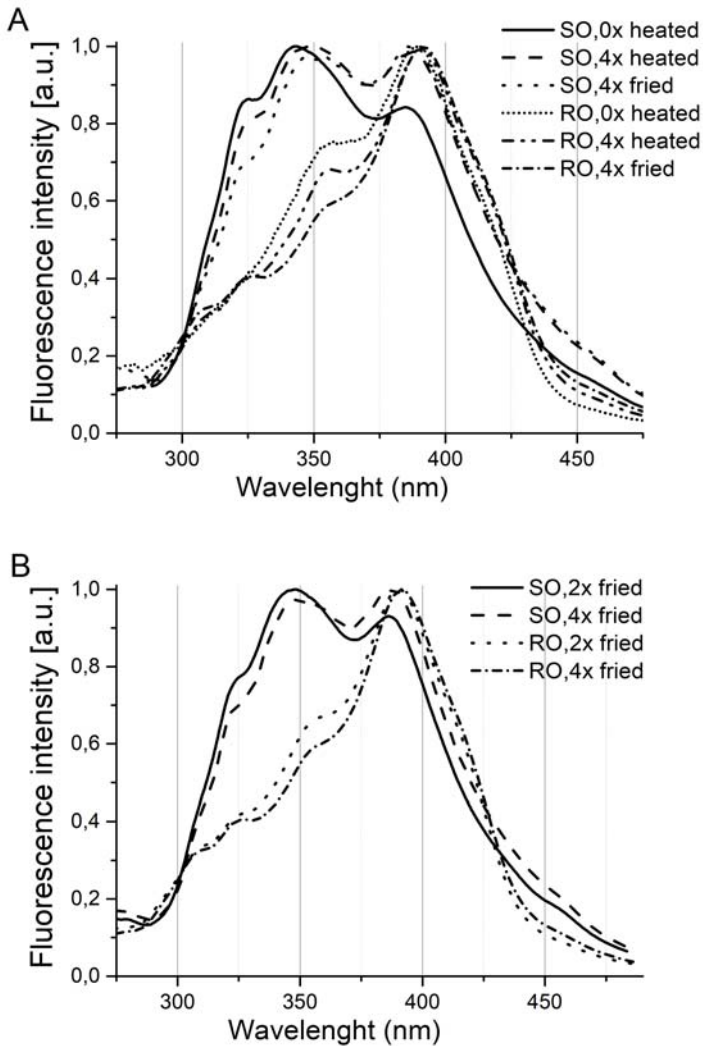 A
SO,0x heated
SO,4x heated
SO,4x fried
RO,0x heated
RO,4x heated
RO,4x fried
Fluorescence intensity [a.u.]
1,0
0,8
0,6
0,4
0,2
0,0
300 350 400 450
Wavelenght (nm)
B
SO,2x fried
SO,4x fried
RO,2x fried
RO,4x fried
Fluorescence intensity [a.u.]
1,0
0,8
0,6
0,4
0,2
0,0
300 350 400 450
Wavelenght (nm)